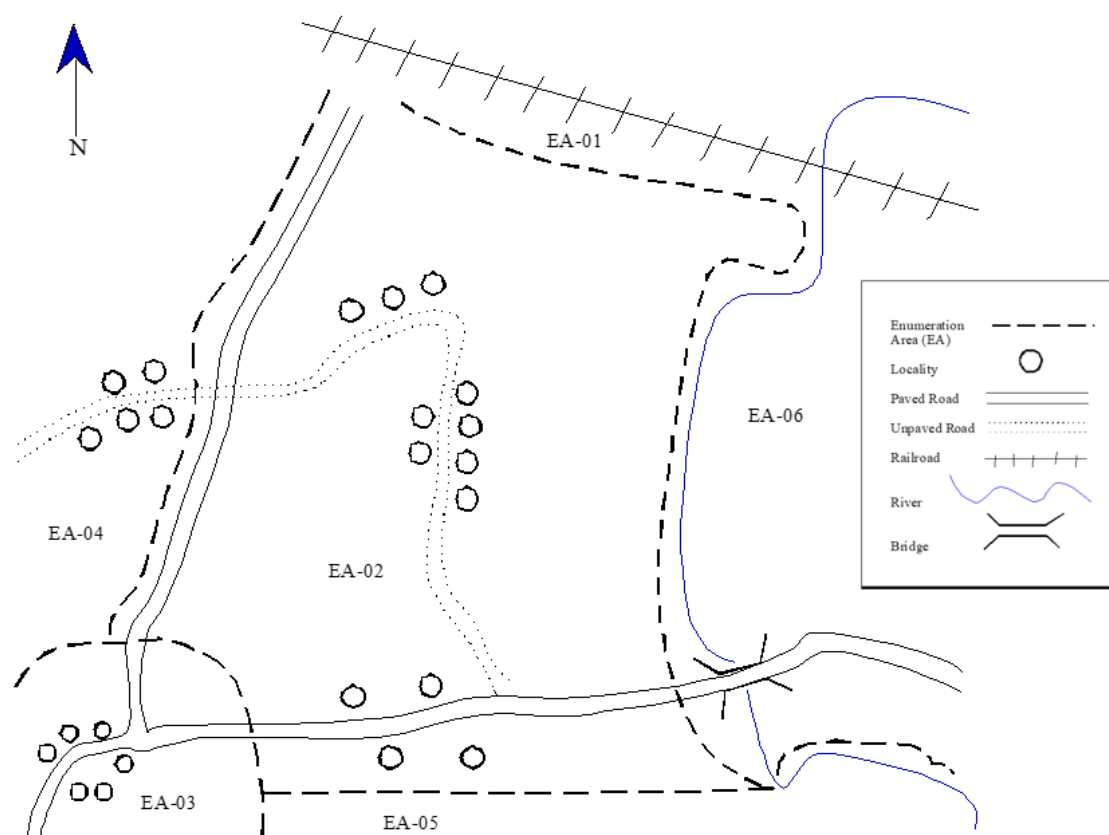 N
EA-01
EA-06
EA-04
EA-02
EA-03
EA-05
Enumeration
Area (EA)
Locality
Paved Road
Unpaved Road
Railroad
River
Bridge